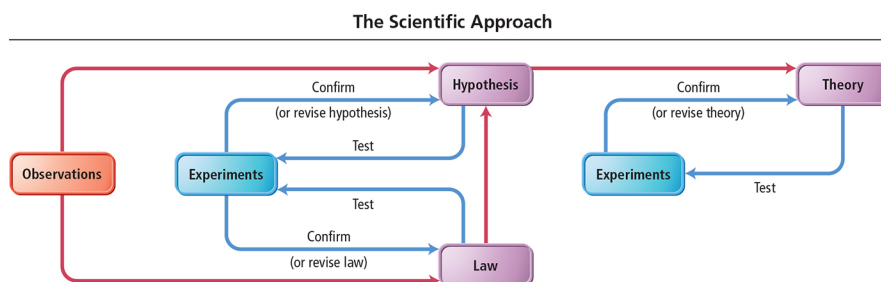 The Scientific Approach
Hypothesis
Theory
Confirm
(or revise hypothesis)
Confirm
(or revise theory)
Test
Observations
Experiments
Experiments
Test
Test
Confirm
(or revise law)
Law